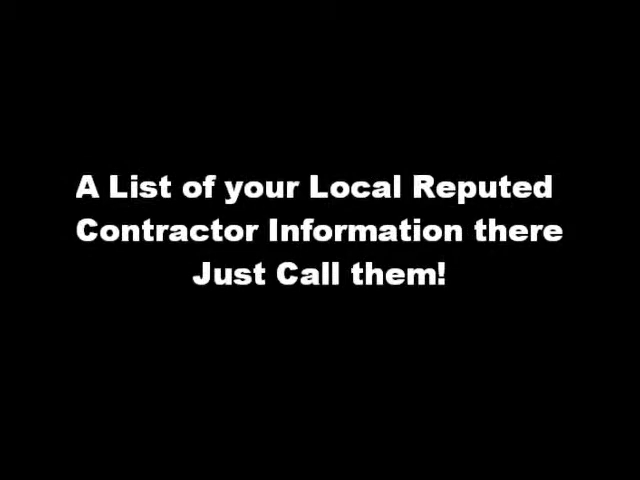 A List of your Local Reputed
Contractor Information there
Just Call them!